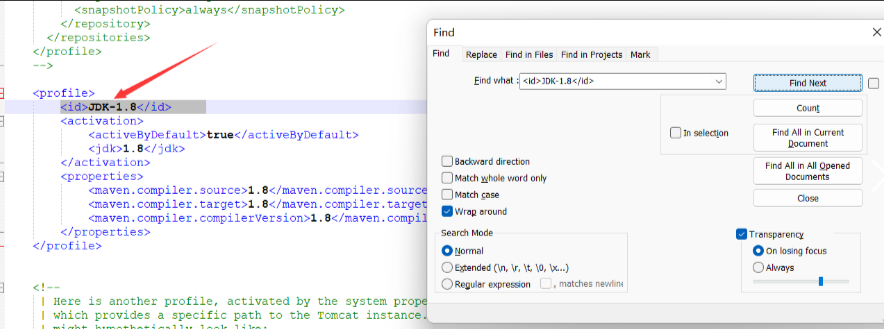 <snapshotPolicy>always</snapshotPolicy>
</repository>
</repositories>
</profile>
-->
<profile>
<id>JDK-1.8</id>
<activation>
<activeByDefault>true</activeByDefault>
<jdk>1.8</jdk>
</activation>
<properties>
<maven.compiler.source>1.8</maven.compiler.source
<maven.compiler.target>1.8</maven.compiler.target
<maven.compiler.compilerVersion>1.8</maven.compil
</properties>
</profile>
<!--
| Here is another profile, activated by the system prope
| which provides a specific path to the Tomcat instance.
| might hypothetically look like:
Find
Find
Replace
Find in Files
Find in Projects
Mark
Find what :
<id>JDK-1.8</id>
Find Next
Count
In selection
Find All in Current
Document
Find All in All Opened
Documents
Close
Backward direction
Match whole word only
Match case
Wrap around
Search Mode
Normal
Extended (\n, \r, \t, \0, \x...)
Regular expression
. matches newline
Transparency
On losing focus
Always